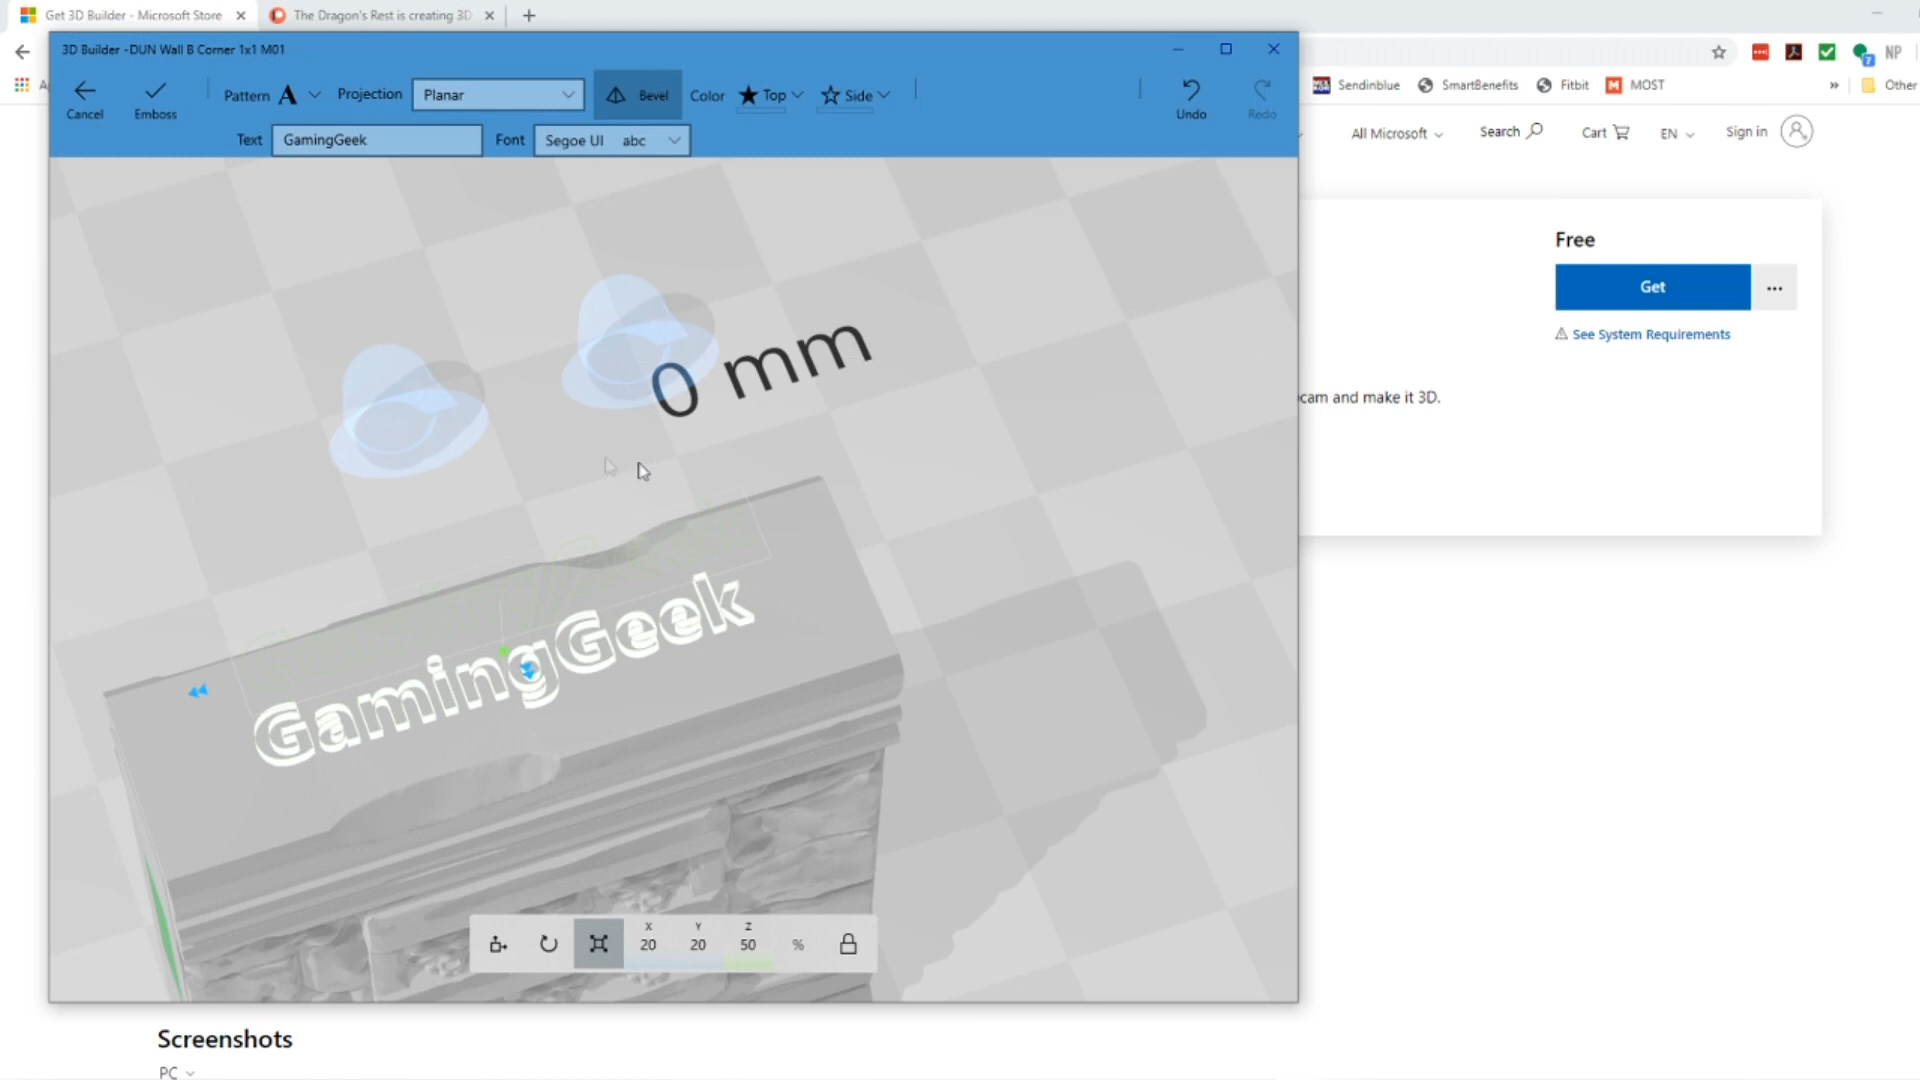 Get 3D Builder - Microsoft Store
The Dragon's Rest is creating 3D
3D Builder -DUN Wall B Corner 1x1 M01
Cancel
Emboss
Pattern A
Projection
Planar
Bevel
Color
Top
Side
Undo
Redo
Text
GamingGeek
Font
Segoe UI abc
NP
Sendinblue
SmartBenefits
Fitbit
MOST
»
Other
All Microsoft
Search
Cart
EN
Sign in
Free
Get
...
See System Requirements
cam and make it 3D.
0 mm
GamingGeek
X Y Z
20 20 50 %
Screenshots
PC